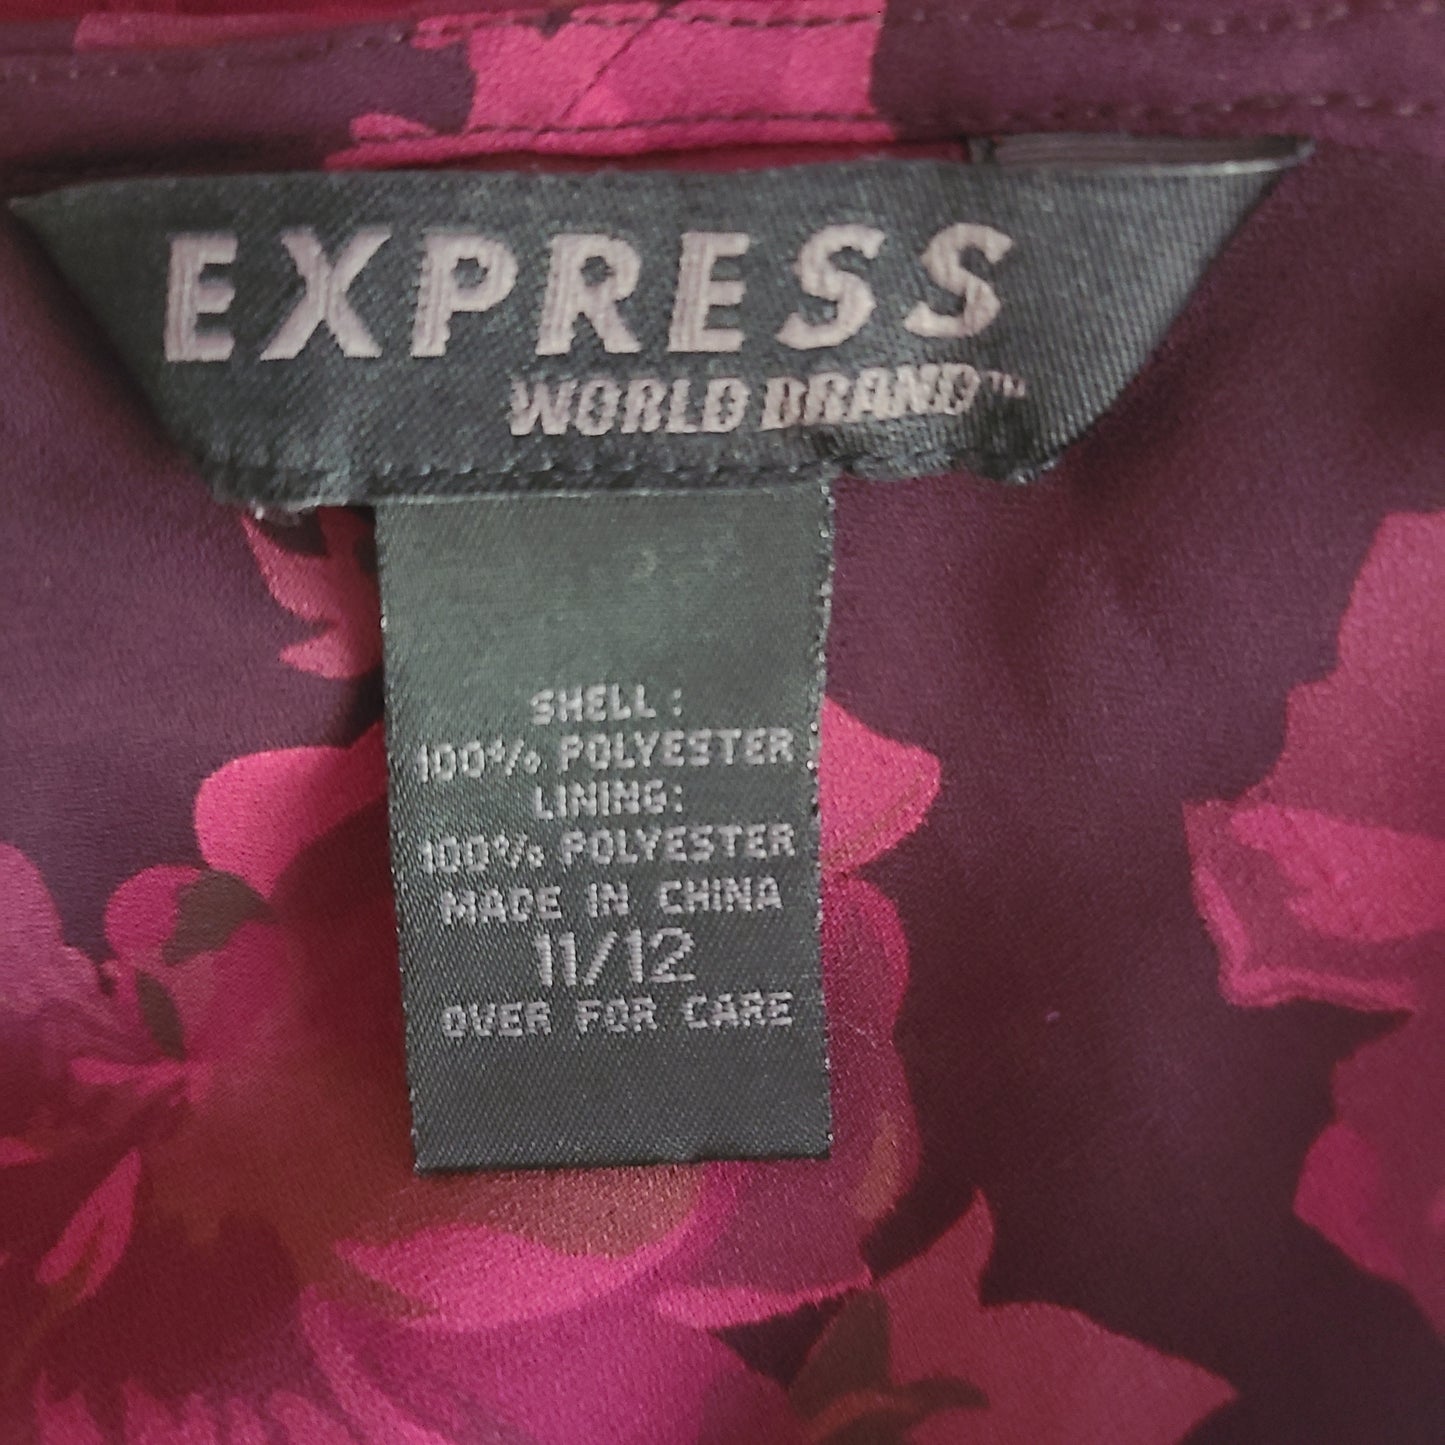 EXPRESS
WORLD BRAND™
SHELL:
100% POLYESTER
LINING:
100% POLYESTER
MADE IN CHINA
11/12
OVER FOR CARE